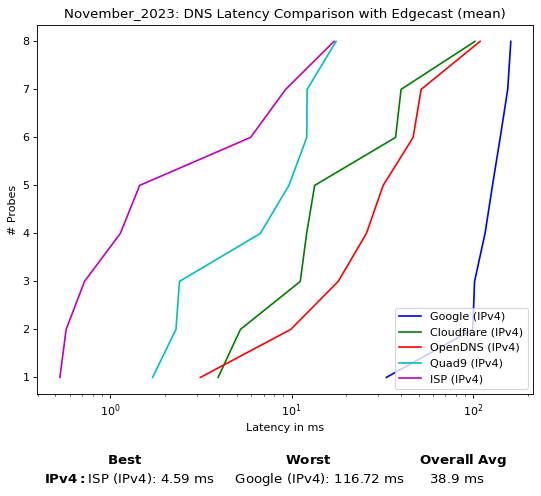 November_2023: DNS Latency Comparison with Edgecast (mean)
# Probes
8
7
6
5
4
3
2
1
Google (IPv4)
Cloudflare (IPv4)
OpenDNS (IPv4)
Quad9 (IPv4)
ISP (IPv4)
10^0 10^1 10^2
Latency in ms
Best Worst Overall Avg
IPv4: ISP (IPv4): 4.59 ms Google (IPv4): 116.72 ms 38.9 ms